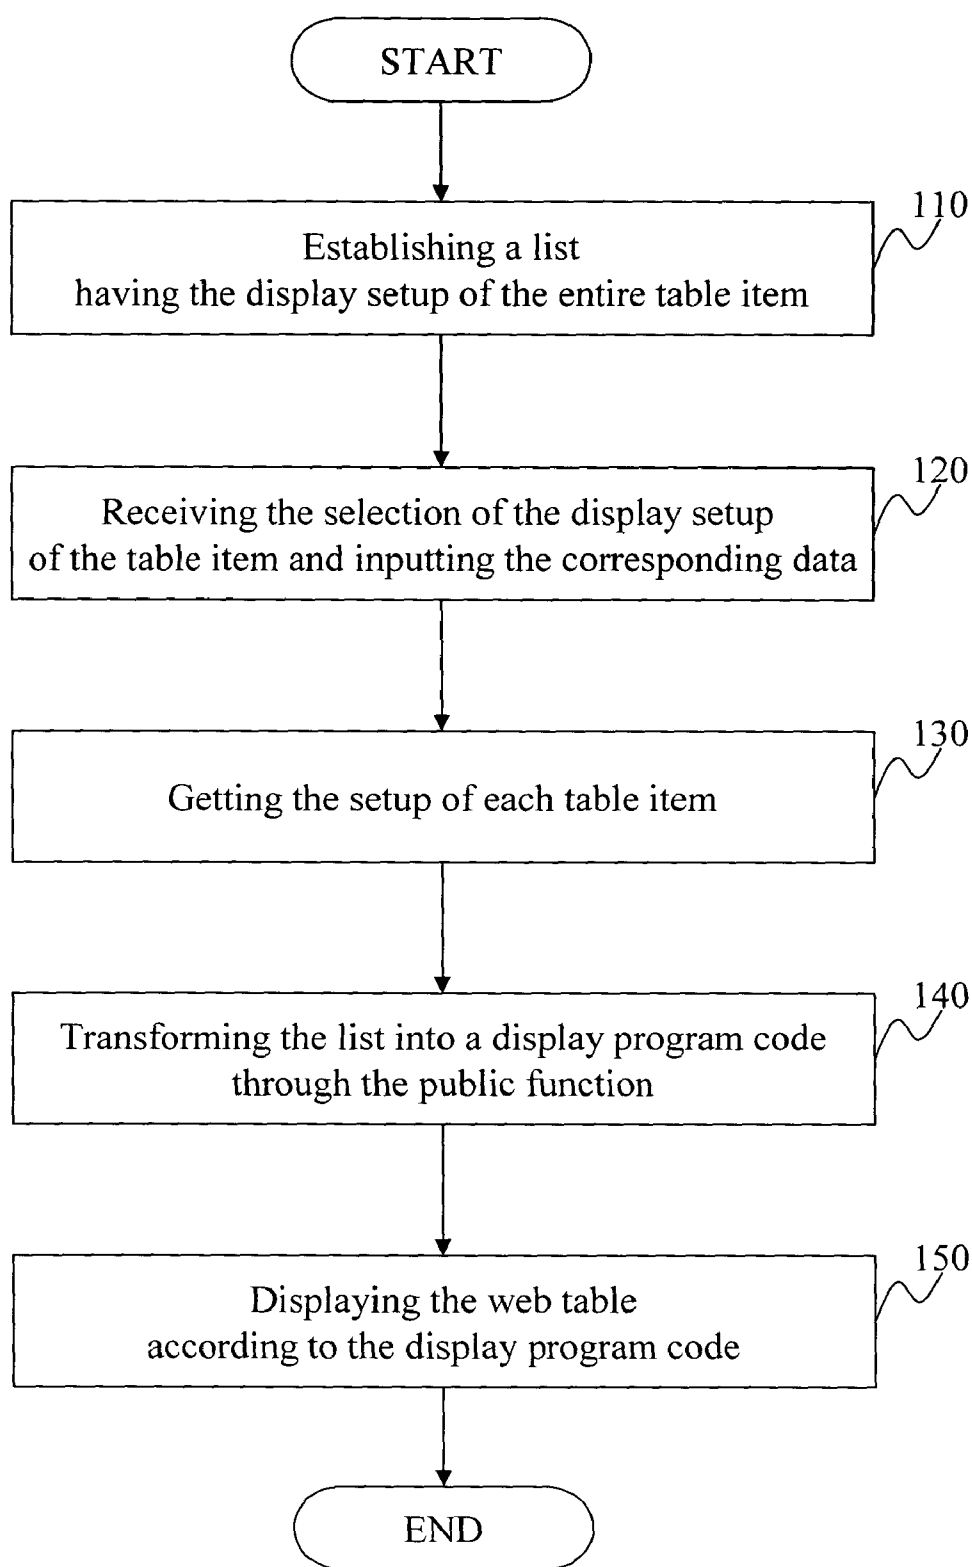 START
110
Establishing a list
having the display setup of the entire table item
120
Receiving the selection of the display setup
of the table item and inputting the corresponding data
130
Getting the setup of each table item
140
Transforming the list into a display program code
through the public function
150
Displaying the web table
according to the display program code
END